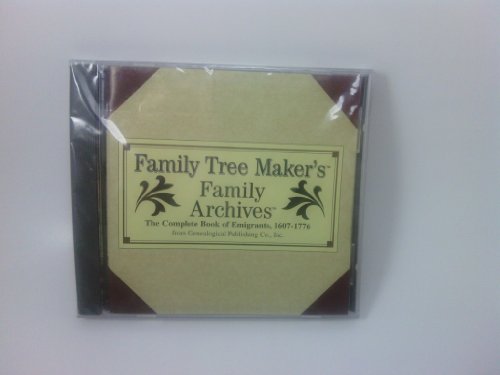 Family Tree Maker's™
Family
Archives™
The Complete Book of Emigrants, 1607-1776
from Genealogical Publishing Co., Inc.